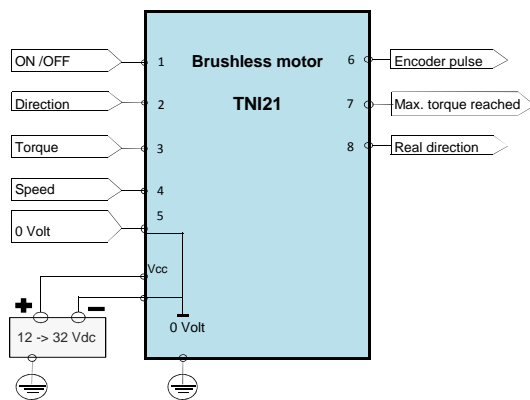 Brushless motor
TNI21
ON /OFF
1
Direction
2
Torque
3
Speed
4
0 Volt
5
6
Encoder pulse
7
Max. torque reached
8
Real direction
Vcc
+
−
12 -> 32 Vdc
0 Volt